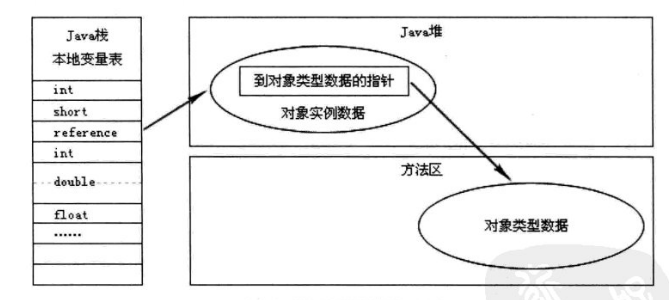 Java栈
本地变量表
int
short
reference
int
double
float
......
Java堆
到对象类型数据的指针
对象实例数据
方法区
对象类型数据